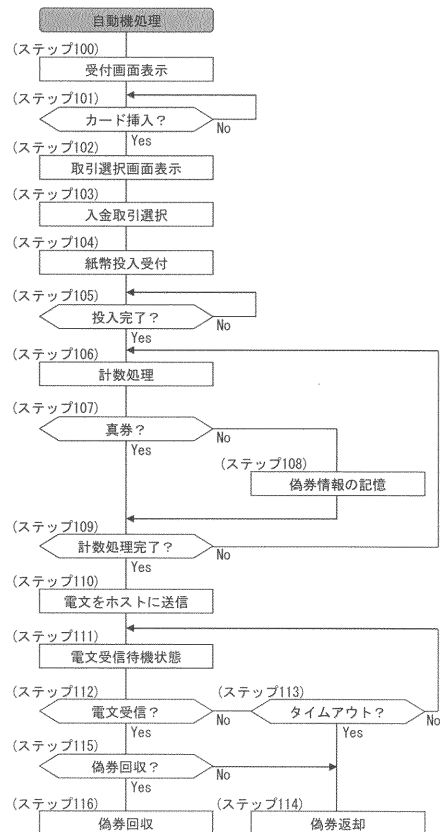 自動機処理
(ステップ100)
受付画面表示
(ステップ101)
カード挿入？
No
Yes
(ステップ102)
取引選択画面表示
(ステップ103)
入金取引選択
(ステップ104)
紙幣投入受付
(ステップ105)
投入完了？
No
Yes
(ステップ106)
計数処理
(ステップ107)
真券？
No
Yes
(ステップ108)
偽券情報の記憶
(ステップ109)
計数処理完了？
No
Yes
(ステップ110)
電文をホストに送信
(ステップ111)
電文受信待機状態
(ステップ112)
電文受信？
No
Yes
(ステップ113)
タイムアウト？
No
Yes
(ステップ115)
偽券回収？
No
Yes
(ステップ116)
偽券回収
(ステップ114)
偽券返却